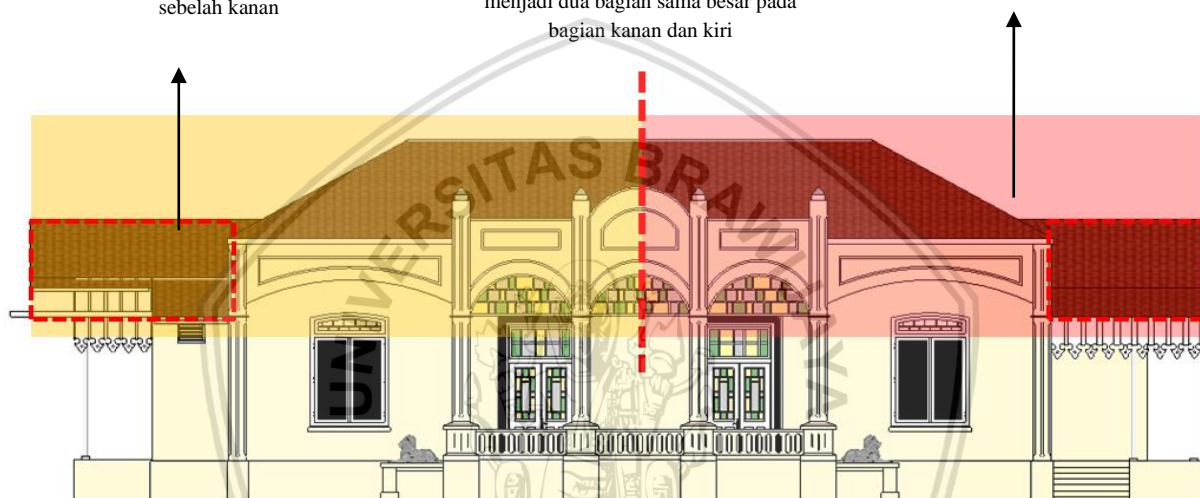 sebelah kanan
menjadi dua bagian sama besar pada
bagian kanan dan kiri
UNIVERSITAS BRAWIJAYA